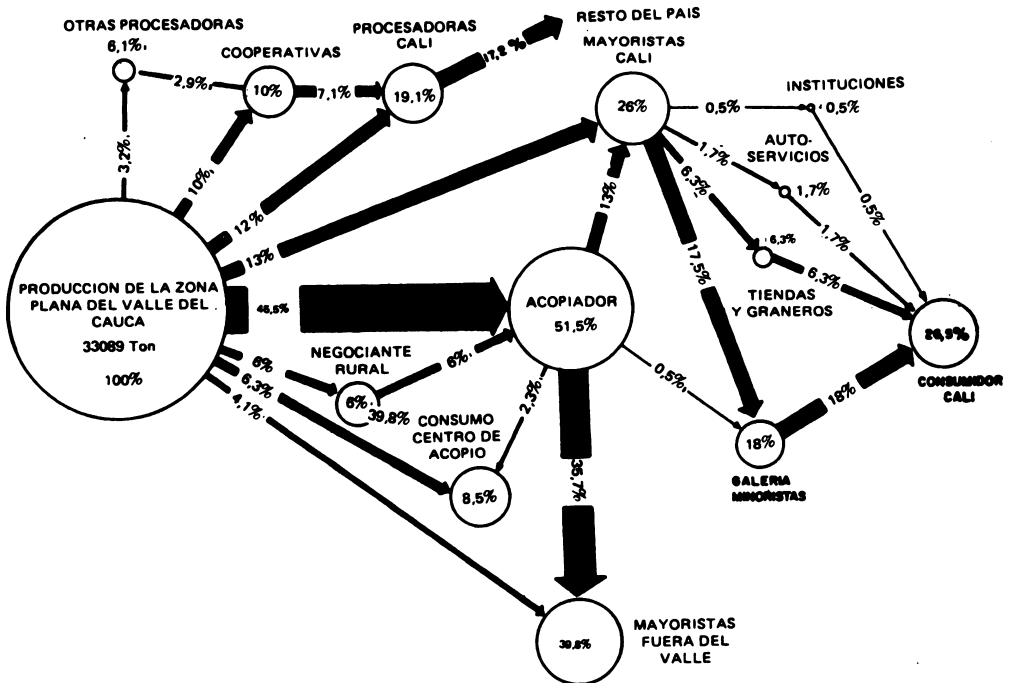 OTRAS PROCESADORAS
6,1%.
2,9%.
3,2%.
COOPERATIVAS
10%
10%.
7,1%
PROCESADORAS
CALI
19,1%
17,2 %
RESTO DEL PAIS
12%
13%
MAYORISTAS
CALI
26%
0,5%
INSTITUCIONES
0,5%
0,5%
1,7%
AUTO-
SERVICIOS
1,7%
1,7%
6,3%
6,3%
6,3%
TIENDAS
Y GRANEROS
17,5%
13%
PRODUCCION DE LA ZONA
PLANA DEL VALLE DEL
CAUCA
33089 Ton
100%
45,5%
ACOPIADOR
51,5%
6%
NEGOCIANTE
RURAL
6%.
39,8%
6%.
6,3%
4,1%.
CONSUMO
CENTRO DE
ACOPIO
8,5%
2,3%.
35,7%
0,5%.
18%
GALERIA
MINORISTAS
18%
26,5%
CONSUMIDOR
CALI
39,8%
MAYORISTAS
FUERA DEL
VALLE